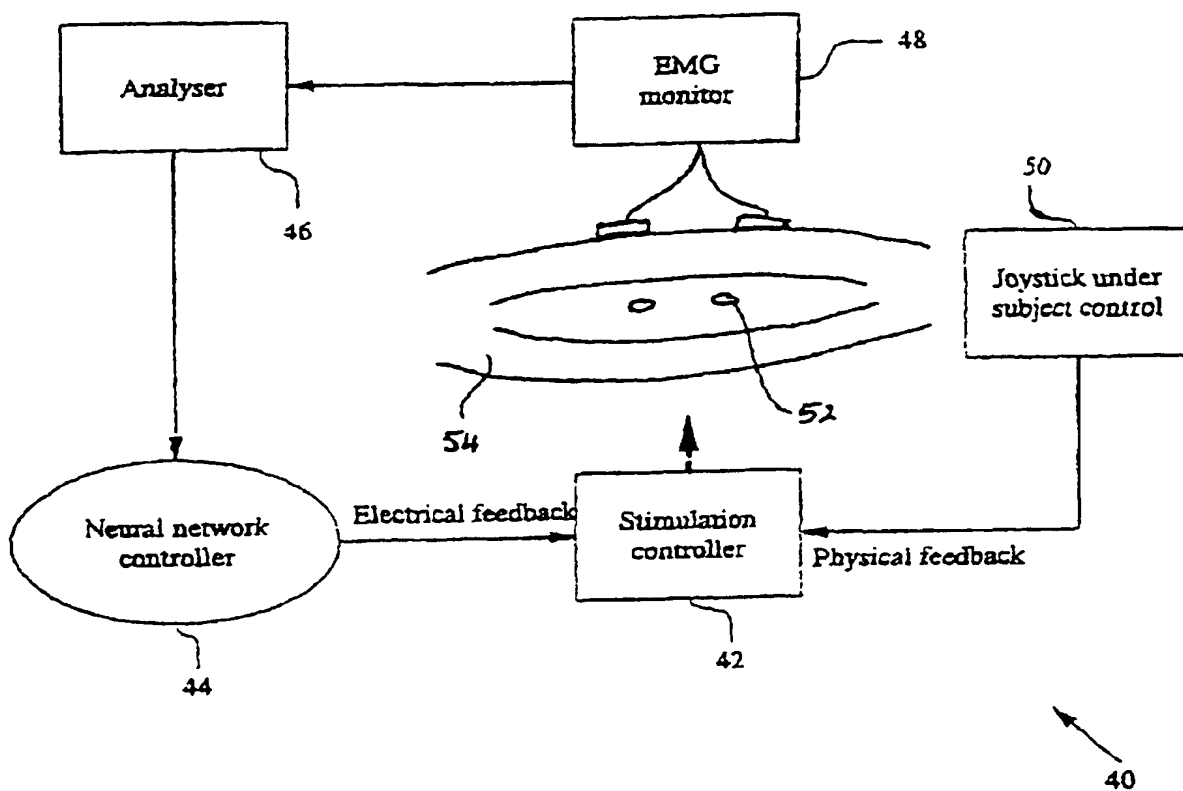 Analyser
EMG
monitor
48
46
50
Joystick under
subject control
54
52
Neural network
controller
Electrical feedback
Stimulation
controller
Physical feedback
44
42
40